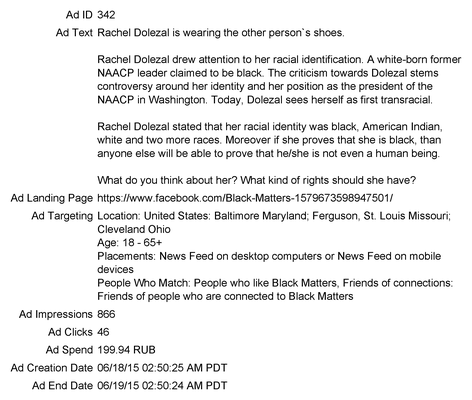 Ad ID 342
Ad Text Rachel Dolezal is wearing the other person`s shoes.
Rachel Dolezal drew attention to her racial identification. A white-born former
NAACP leader claimed to be black. The criticism towards Dolezal stems
controversy around her identity and her position as the president of the
NAACP in Washington. Today, Dolezal sees herself as first transracial.
Rachel Dolezal stated that her racial identity was black, American Indian,
white and two more races. Moreover if she proves that she is black, than
anyone else will be able to prove that he/she is not even a human being.
What do you think about her? What kind of rights should she have?
Ad Landing Page https://www.facebook.com/Black-Matters-1579673598947501/
Ad Targeting Location: United States: Baltimore Maryland; Ferguson, St. Louis Missouri;
Cleveland Ohio
Age: 18 - 65+
Placements: News Feed on desktop computers or News Feed on mobile
devices
People Who Match: People who like Black Matters, Friends of connections:
Friends of people who are connected to Black Matters
Ad Impressions 866
Ad Clicks 46
Ad Spend 199.94 RUB
Ad Creation Date 06/18/15 02:50:25 AM PDT
Ad End Date 06/19/15 02:50:24 AM PDT